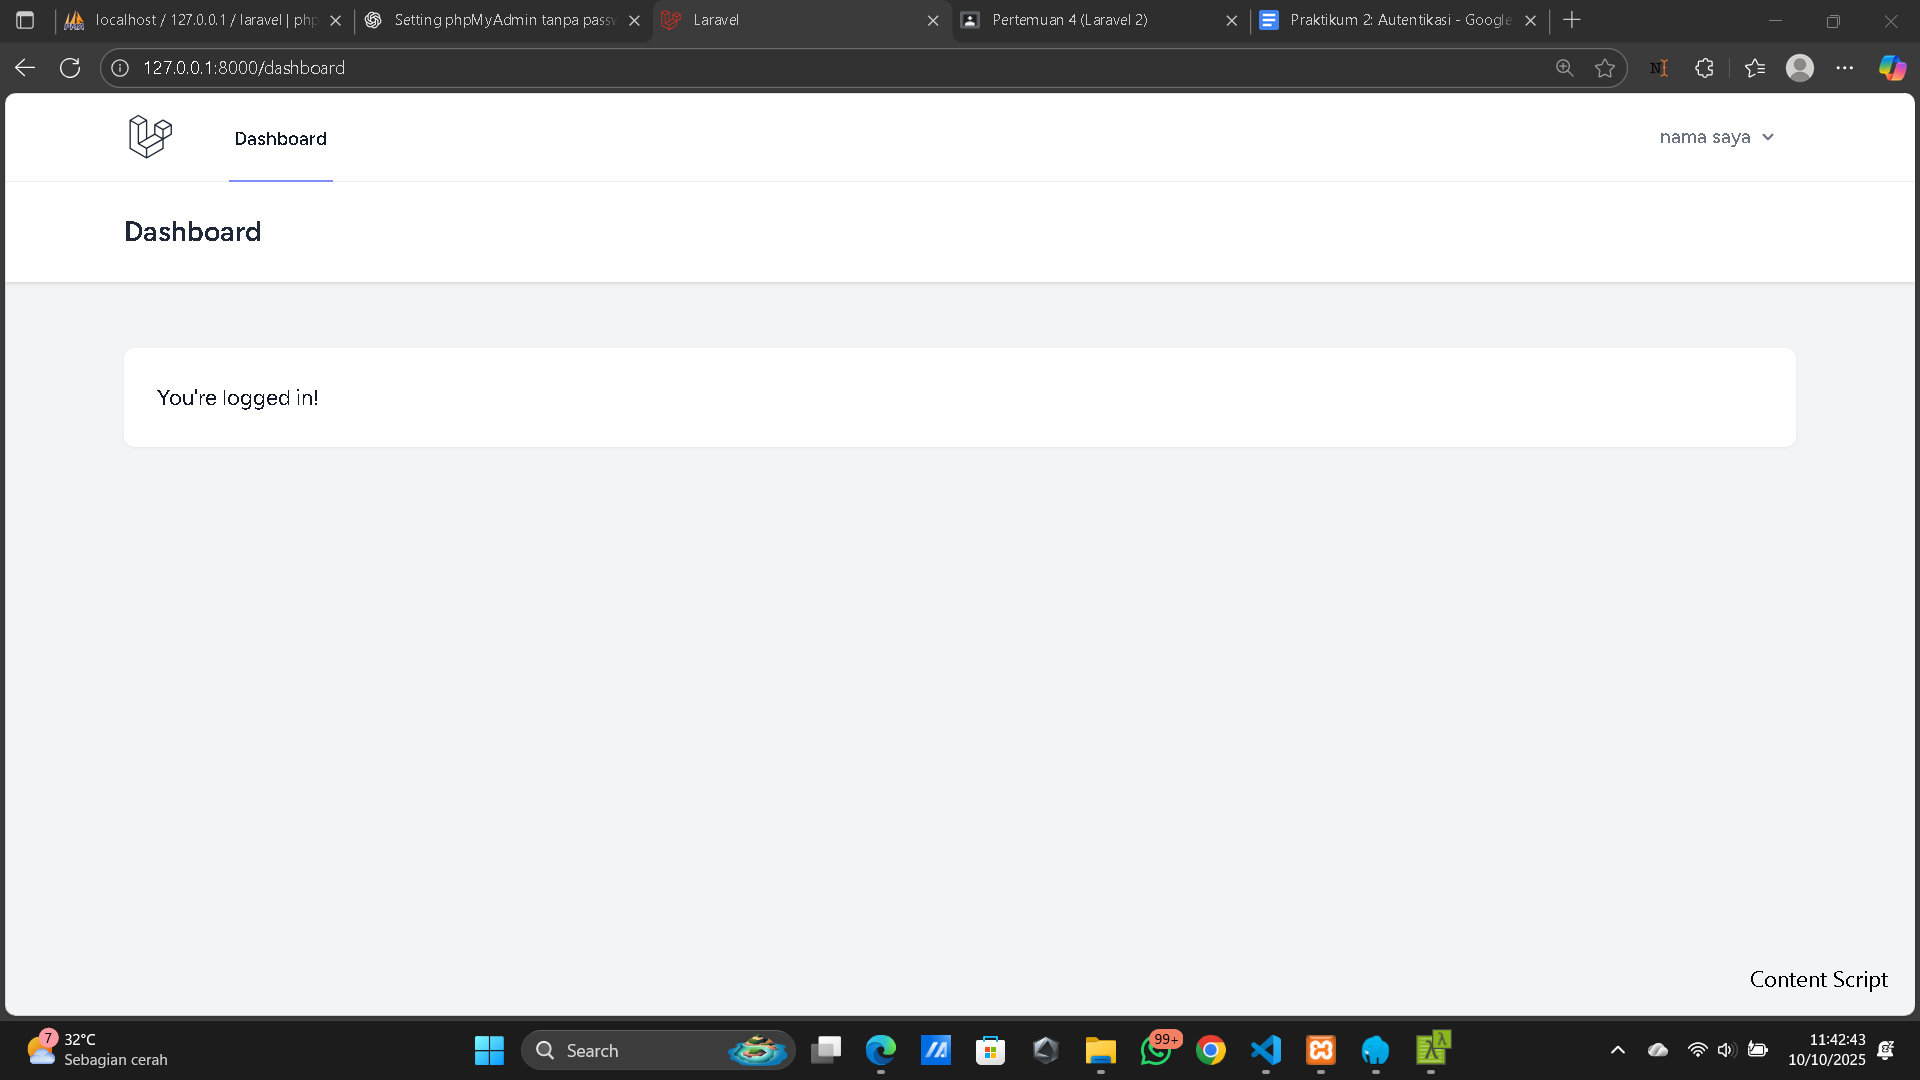 localhost / 127.0.0.1 / laravel | php
Setting phpMyAdmin tanpa passw
Laravel
Pertemuan 4 (Laravel 2)
Praktikum 2: Autentikasi - Google
127.0.0.1:8000/dashboard
Dashboard
nama saya
Dashboard
You're logged in!
Content Script
7
32°C
Sebagian cerah
Search
99+
11:42:43
10/10/2025